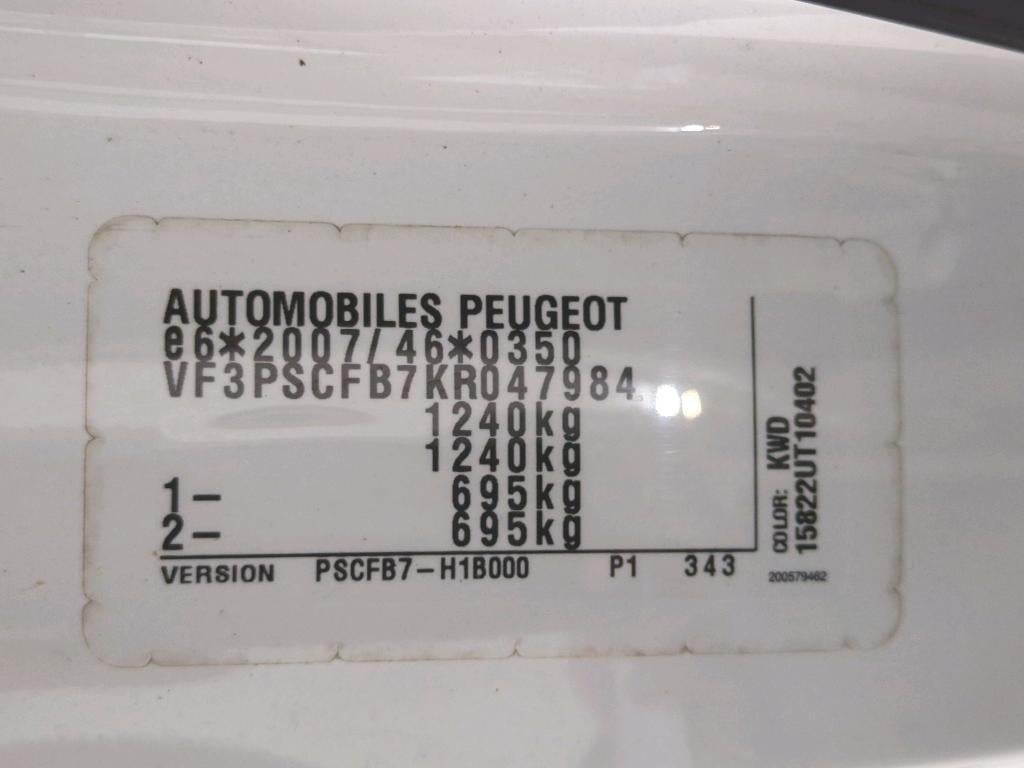 AUTOMOBILES PEUGEOT
e6*2007/46*0350
VF3PSCFB7KR047984
1240kg
1240kg
1- 695kg
2- 695kg
VERSION PSCFB7-H1B000 P1 343
COLOR: KWD
15822UT10402
200579462